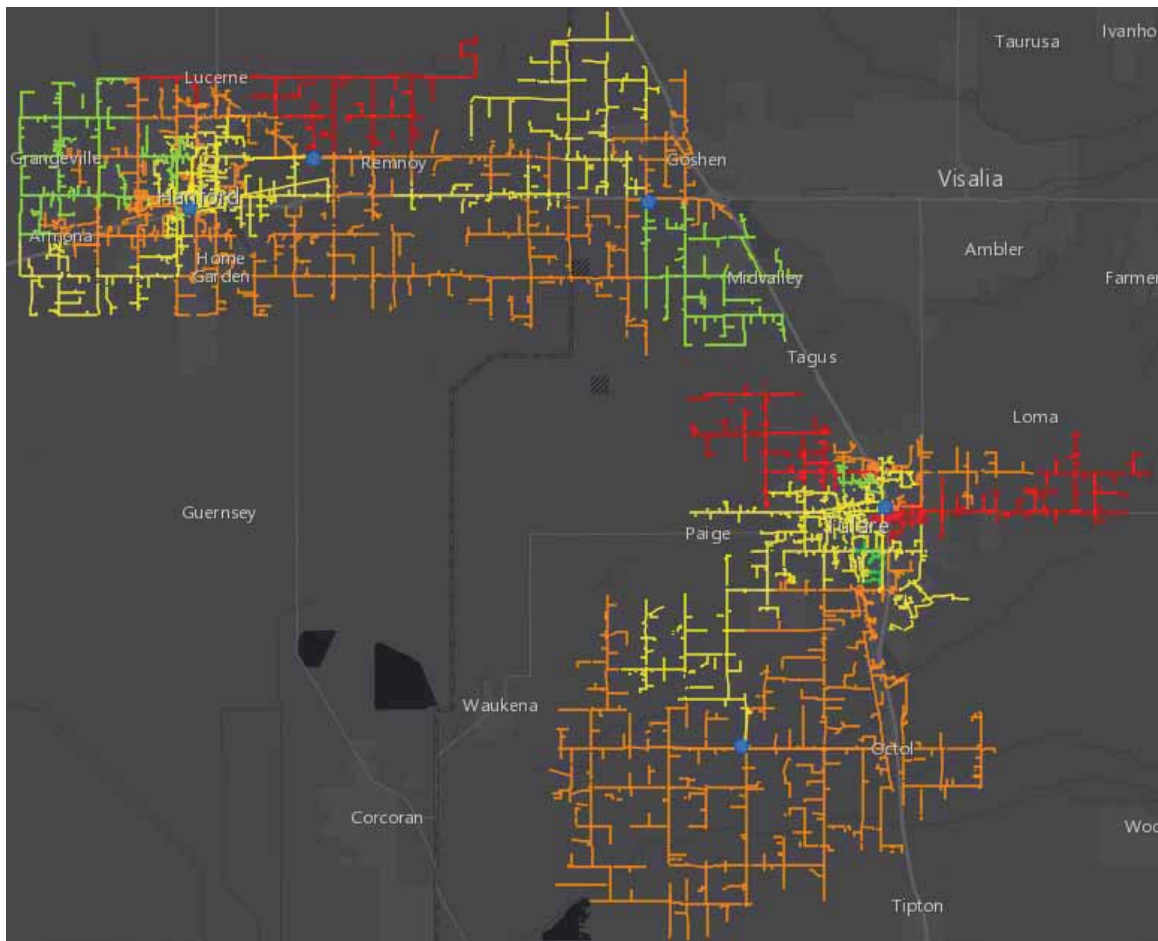 Ivanho
Taurusa
Lucerne
Grangeville
Remnoy
Goshen
Visalia
Hanford
Armona
Ambler
Home
Garden
Midvalley
Farmer
Tagus
Loma
Guernsey
Paige
Tulare
Waukena
Octol
Corcoran
Woo
Tipton